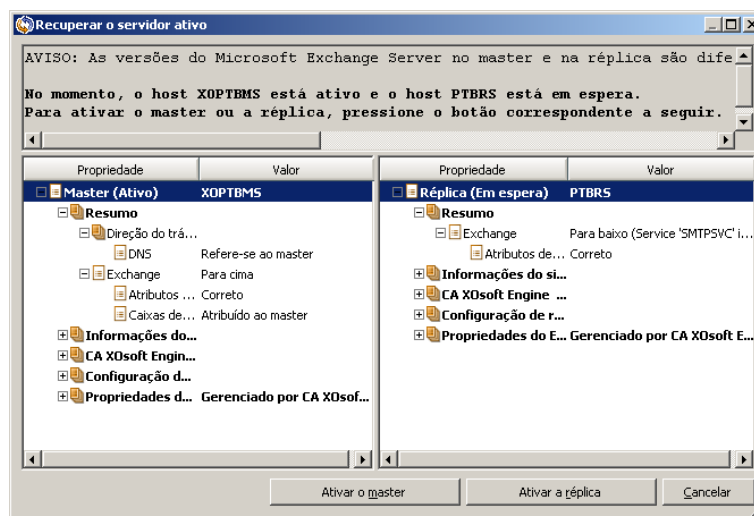 Recuperar o servidor ativo
AVISO: As versões do Microsoft Exchange Server no master e na réplica são dife
No momento, o host XOPTBMS está ativo e o host PTBRS está em espera.
Para ativar o master ou a réplica, pressione o botão correspondente a seguir.
Propriedade Valor
Master (Ativo) XOPTBMS
Resumo
Direção do trá...
DNS Refere-se ao master
Exchange Para cima
Atributos ... Correto
Caixas de... Atribuído ao master
Informações do...
CA XOsoft Engin...
Configuração d...
Propriedades d... Gerenciado por CA XOsof...
Propriedade Valor
Réplica (Em espera) PTBRS
Resumo
Exchange Para baixo (Service 'SMTPSVC' i...
Atributos de... Correto
Informações do si...
CA XOsoft Engine ...
Configuração de r...
Propriedades do E... Gerenciado por CA XOsoft E...
Ativar o master Ativar a réplica Cancelar